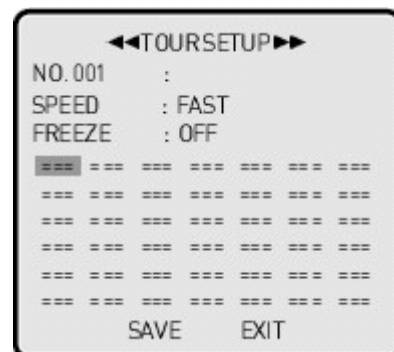 ◄◄TOURSETUP►►
NO. 001 :
SPEED : FAST
FREEZE : OFF
=== === === === === === ===
=== === === === === === ===
=== === === === === === ===
=== === === === === === ===
=== === === === === === ===
=== === === === === === ===
SAVE EXIT